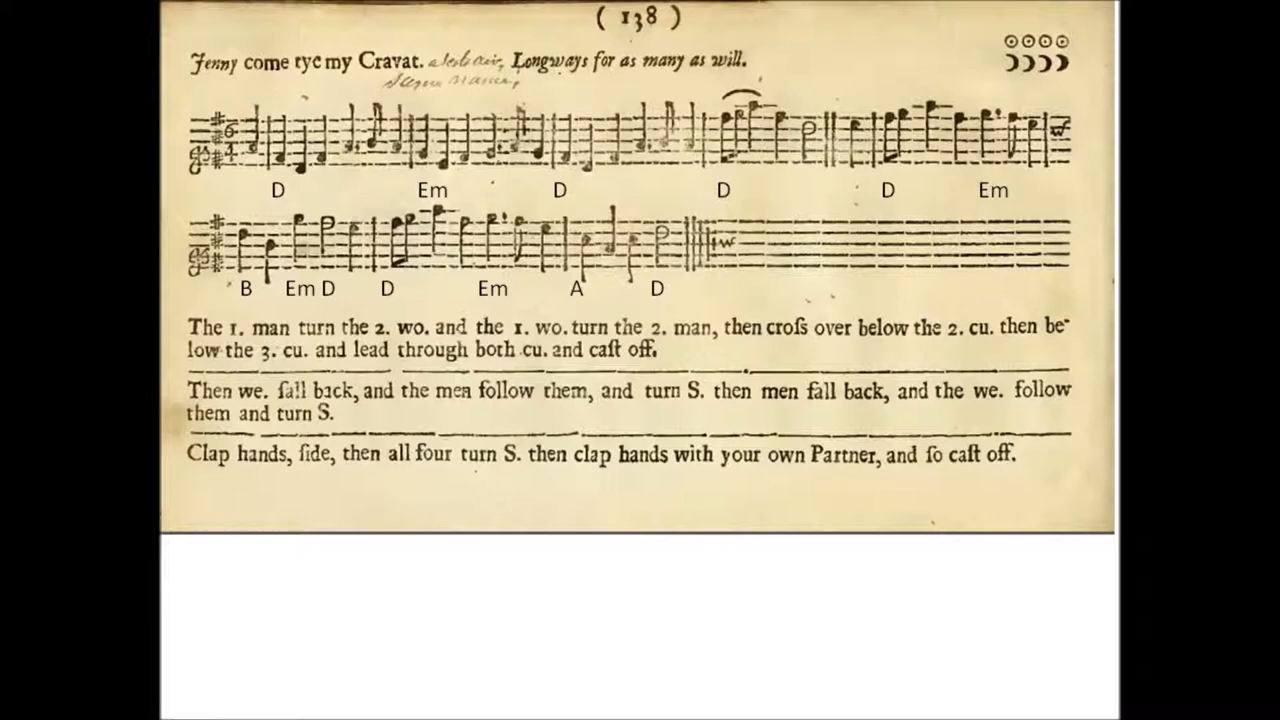 ( 138 )
Jenny come tye my Cravat. Longways for as many as will.
D Em D D D Em
B Em D D Em A D
The 1. man turn the 2. wo. and the 1. wo. turn the 2. man, then croſs over below the 2. cu. then be-
low the 3. cu. and lead through both cu. and caſt off.
Then we. fall back, and the men follow them, and turn S. then men fall back, and the we. follow
them and turn S.
Clap hands, ſide, then all four turn S. then clap hands with your own Partner, and ſo caſt off.